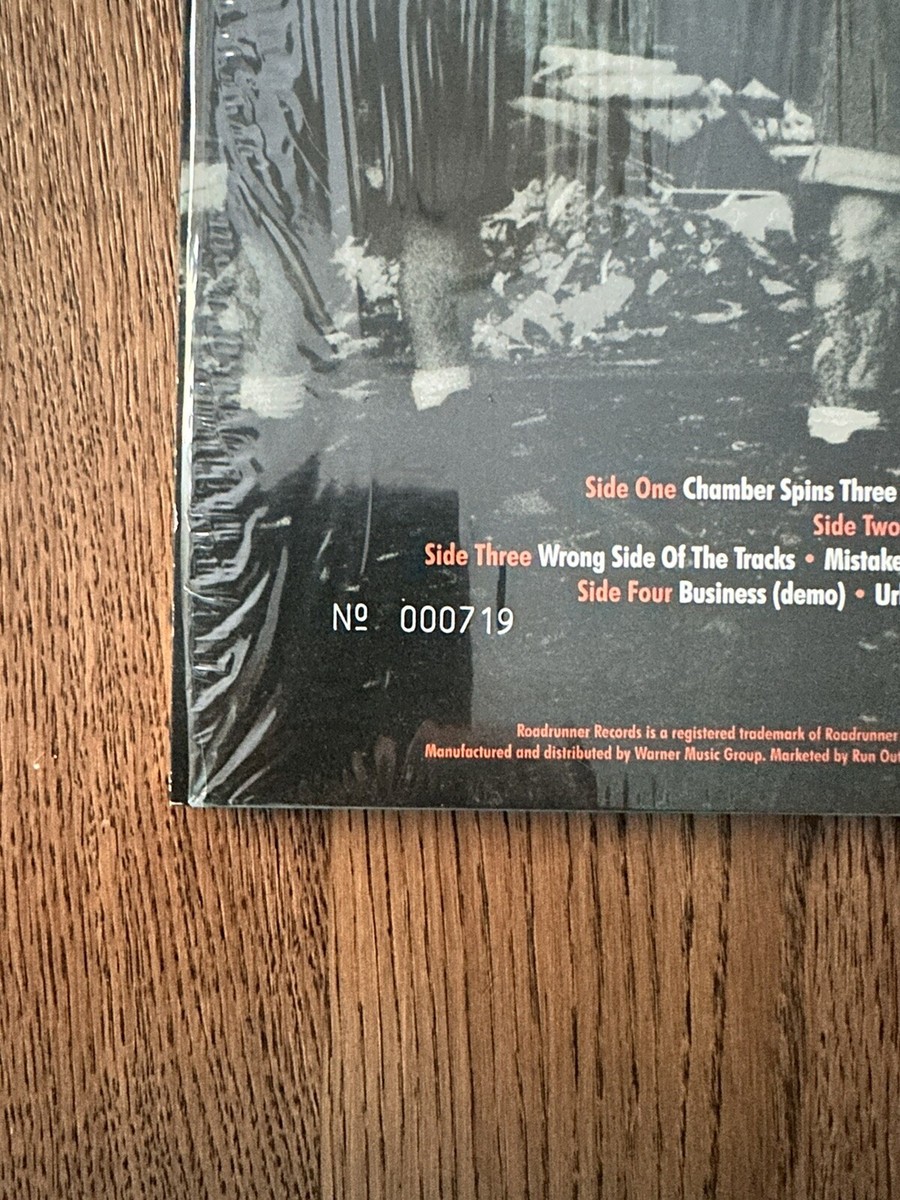 Side One Chamber Spins Three
Side Two
Side Three Wrong Side Of The Tracks • Mistake
Side Four Business (demo) • Ur
Nº 000719
Roadrunner Records is a registered trademark of Roadrunner
Manufactured and distributed by Warner Music Group. Marketed by Run Out